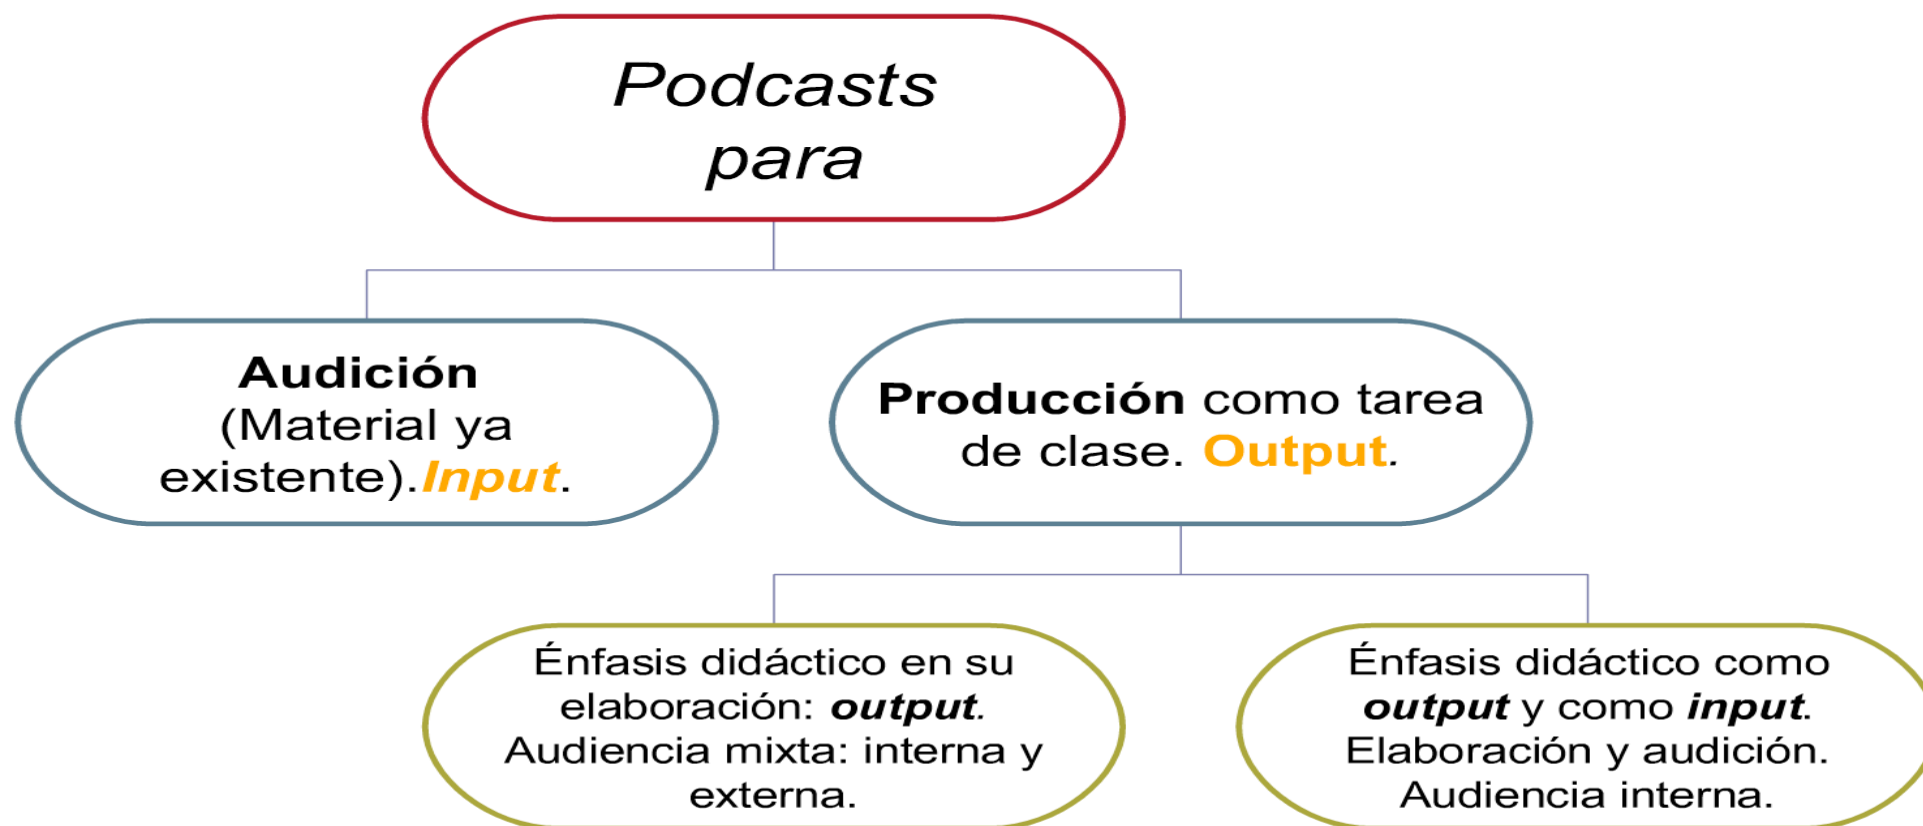 Podcasts
para
Audición
(Material ya
existente).Input.
Producción como tarea
de clase. Output.
Énfasis didáctico en su
elaboración: output.
Audiencia mixta: interna y
externa.
Énfasis didáctico como
output y como input.
Elaboración y audición.
Audiencia interna.